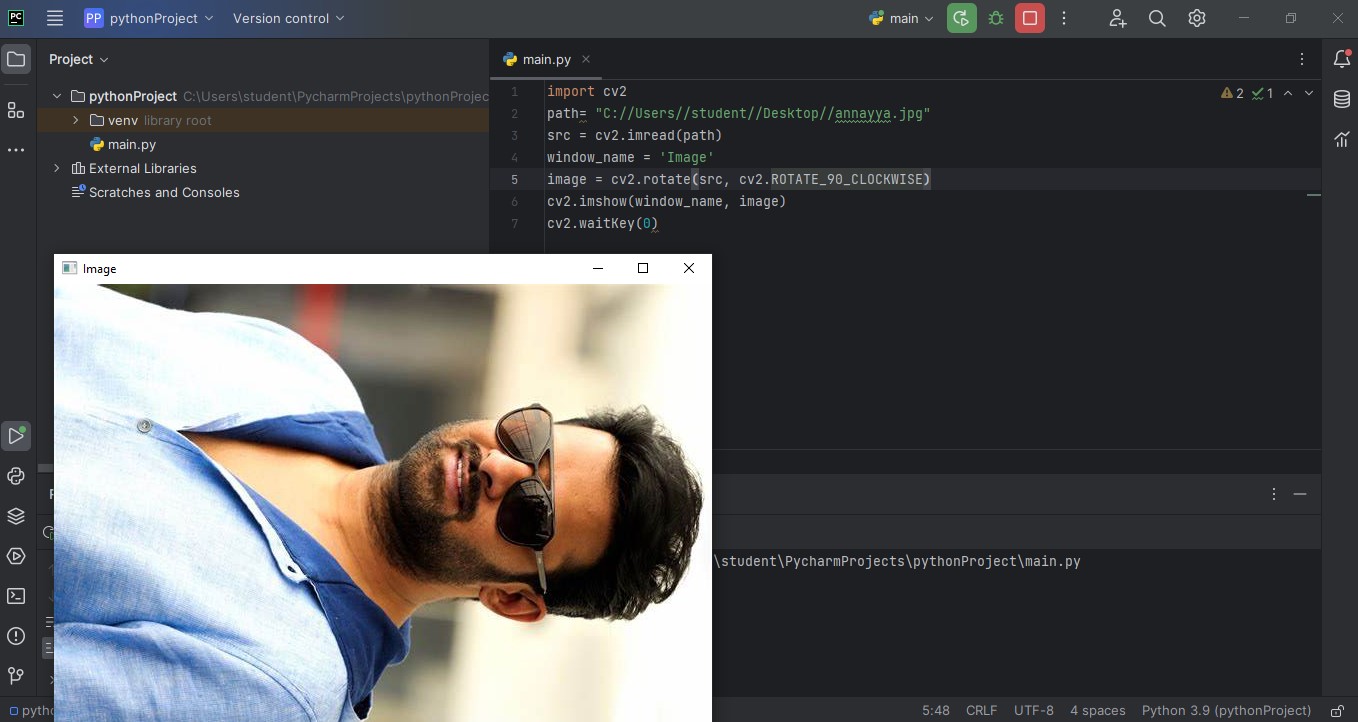 PC
PP pythonProject
Version control
main
Project
main.py
pythonProject C:\Users\student\PycharmProjects\pythonProjec
venv library root
main.py
External Libraries
Scratches and Consoles
1 import cv2
2 path= "C://Users//student//Desktop//annayya.jpg"
3 src = cv2.imread(path)
4 window_name = 'Image'
5 image = cv2.rotate(src, cv2.ROTATE_90_CLOCKWISE)
6 cv2.imshow(window_name, image)
7 cv2.waitKey(0)
2 1
Image
\student\PycharmProjects\pythonProject\main.py
pytho
5:48 CRLF UTF-8 4 spaces Python 3.9 (pythonProject)